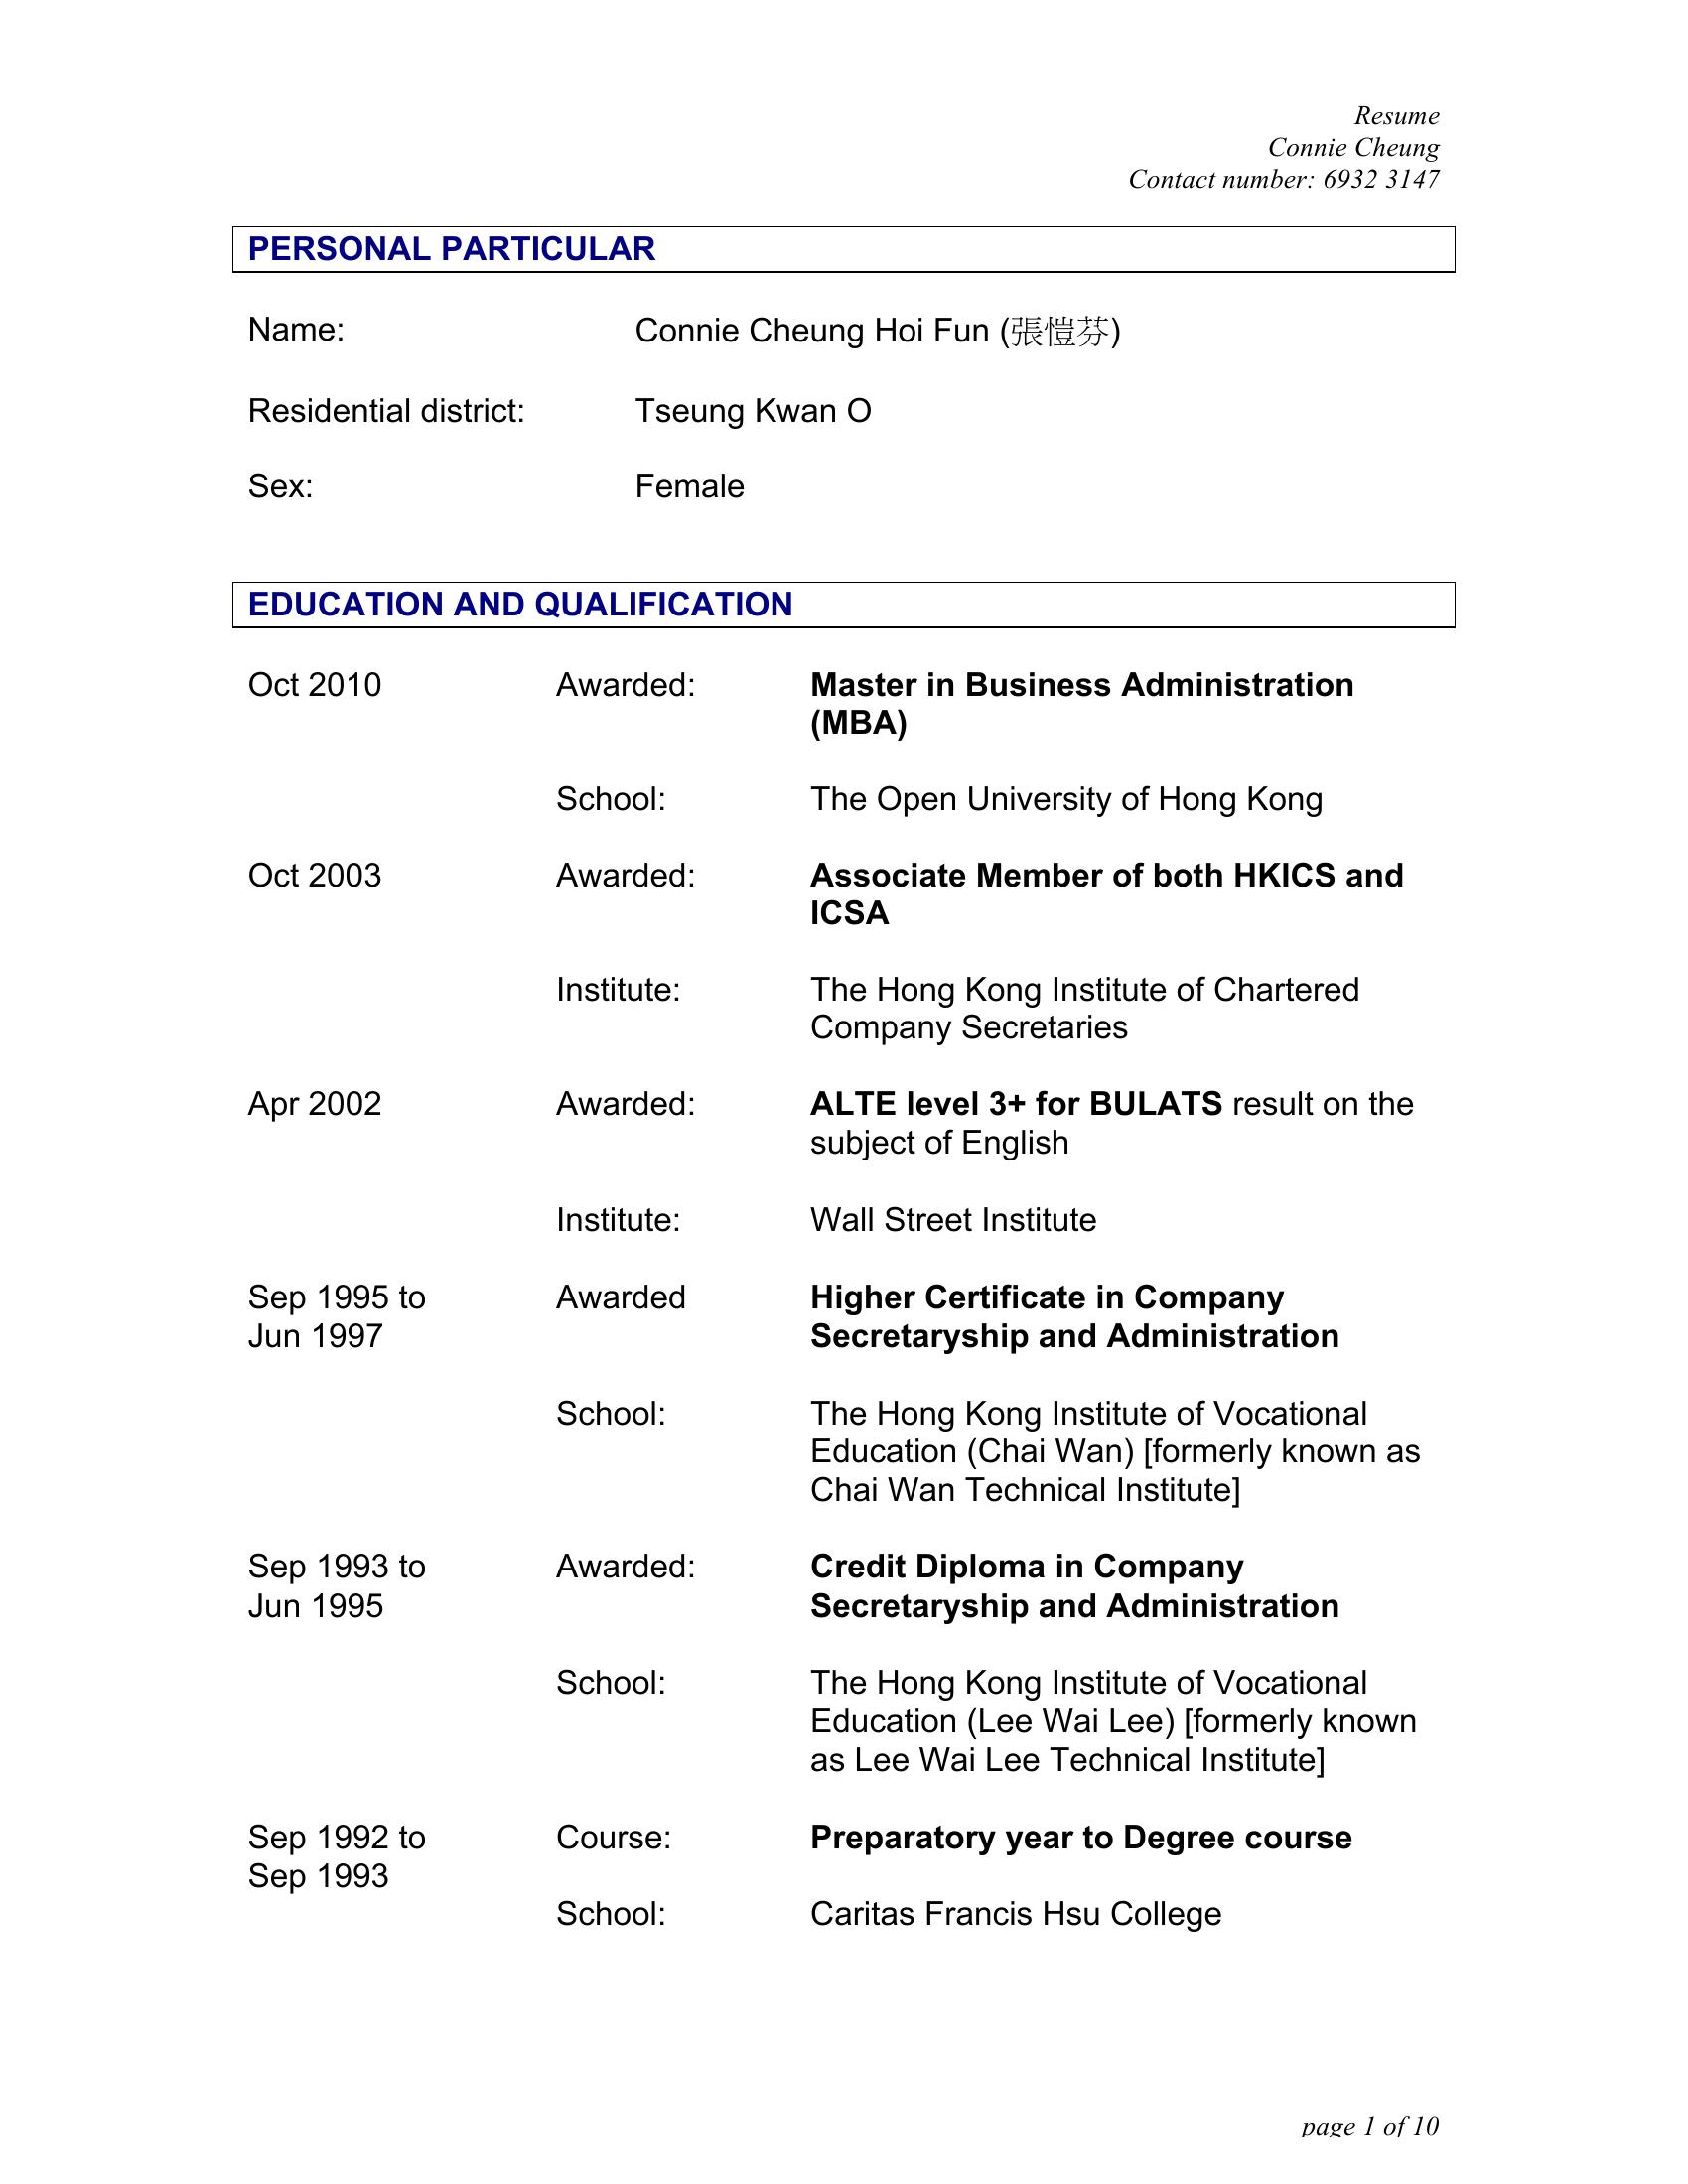 Resume
Connie Cheung
Contact number: 6932 3147
PERSONAL PARTICULAR
Name: Connie Cheung Hoi Fun (張愷芬)
Residential district: Tseung Kwan O
Sex: Female
EDUCATION AND QUALIFICATION
Oct 2010 Awarded: Master in Business Administration
(MBA)
School: The Open University of Hong Kong
Oct 2003 Awarded: Associate Member of both HKICS and
ICSA
Institute: The Hong Kong Institute of Chartered
Company Secretaries
Apr 2002 Awarded: ALTE level 3+ for BULATS result on the
subject of English
Institute: Wall Street Institute
Sep 1995 to Awarded Higher Certificate in Company
Jun 1997 Secretaryship and Administration
School: The Hong Kong Institute of Vocational
Education (Chai Wan) [formerly known as
Chai Wan Technical Institute]
Sep 1993 to Awarded: Credit Diploma in Company
Jun 1995 Secretaryship and Administration
School: The Hong Kong Institute of Vocational
Education (Lee Wai Lee) [formerly known
as Lee Wai Lee Technical Institute]
Sep 1992 to Course: Preparatory year to Degree course
Sep 1993
School: Caritas Francis Hsu College
page 1 of 10